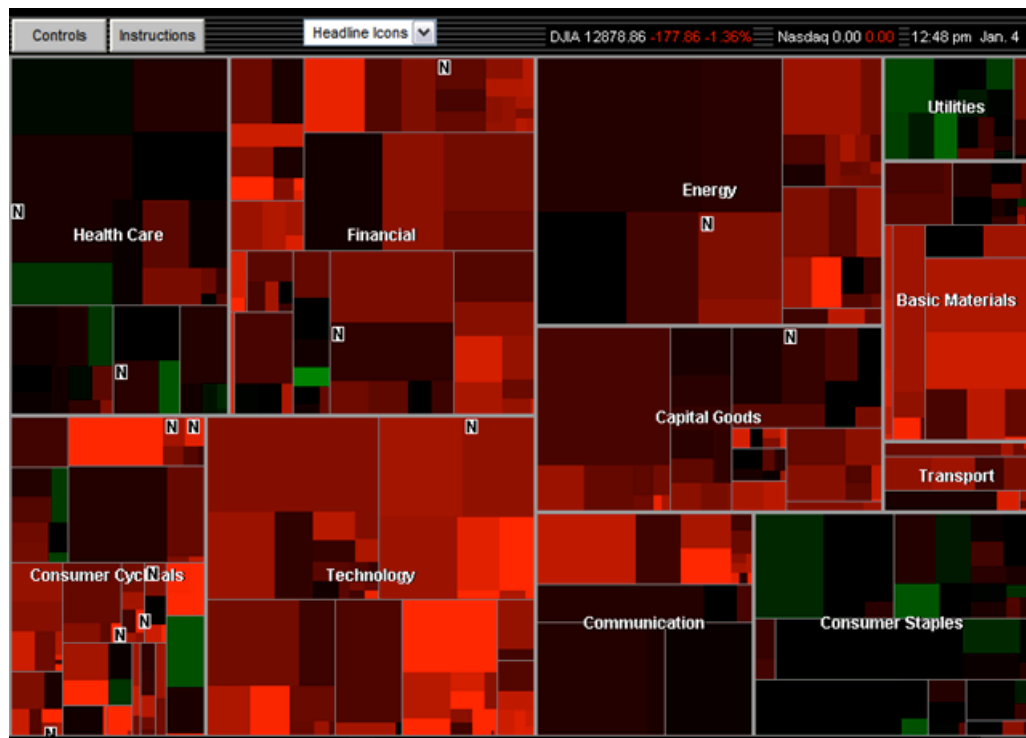 Controls Instructions Headline Icons DJIA 12878.86 -177.86 -1.36% Nasdaq 0.00 0.00 12:48 pm Jan. 4
N
Utilities
Energy
N
Health Care
Financial
N
N
Basic Materials
N
N
N
Capital Goods
N N
N
Transport
Consumer Cyclicals
N
Technology
N
N
Communication
Consumer Staples
N